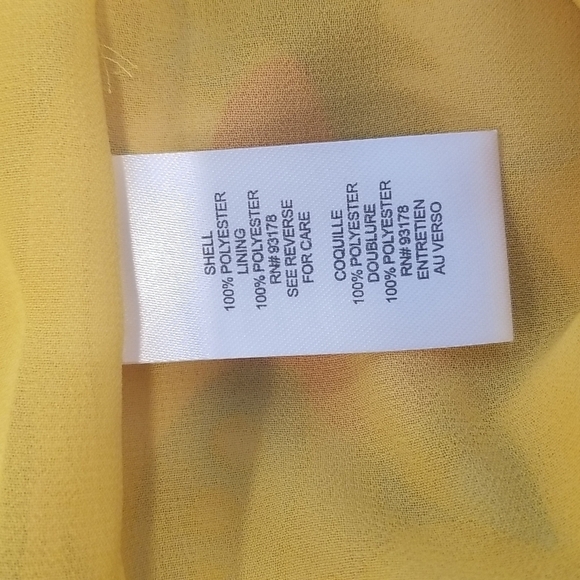 SHELL
100% POLYESTER
LINING
100% POLYESTER
RN# 93178
SEE REVERSE
FOR CARE
COQUILLE
100% POLYESTER
DOUBLURE
100% POLYESTER
RN# 93178
ENTRETIEN
AU VERSO